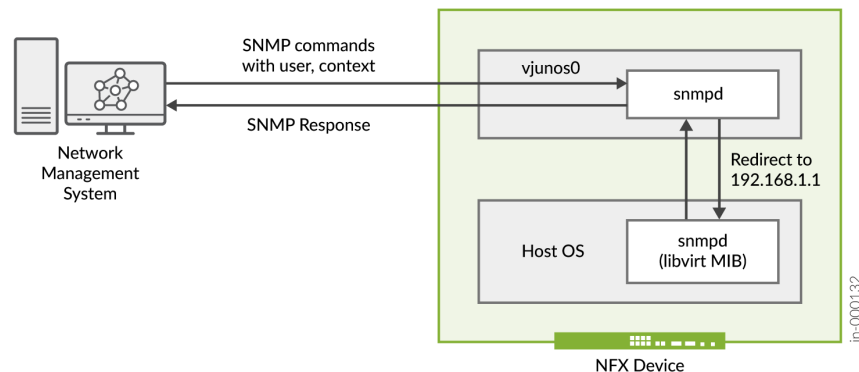 SNMP commands
with user, context
SNMP Response
Network
Management
System
vjunos0
snmpd
Redirect to
192.168.1.1
Host OS
snmpd
(libvirt MIB)
NFX Device
jn-000132